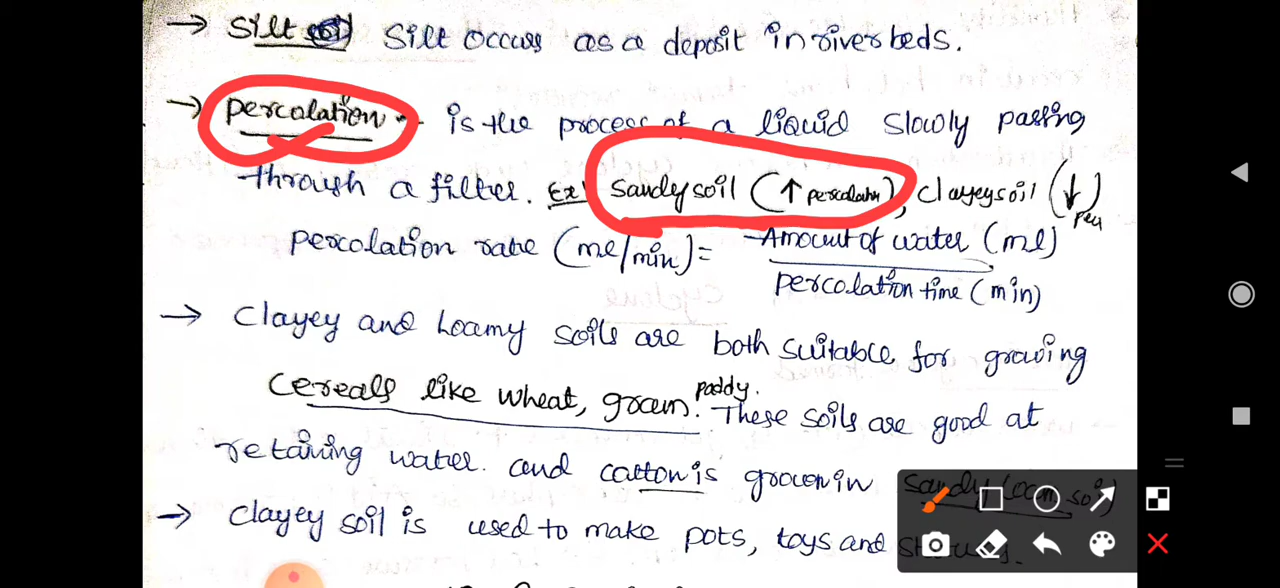 → Silt Silt occurs as a deposit in river beds.
→ percolation - is the process of a liquid slowly passing
through a filter. Ex: Sandy soil (↑ percolatn), clayey soil (↓) per
percolation rate (ml/min) = Amount of water (ml)
percolation time (min)
→ Clayey and Loamy soils are both suitable for growing
cereals like wheat, gram. paddy.
These soils are good at
retaining water. and cotton is grown in sandy loam soil
→ Clayey soil is used to make pots, toys and